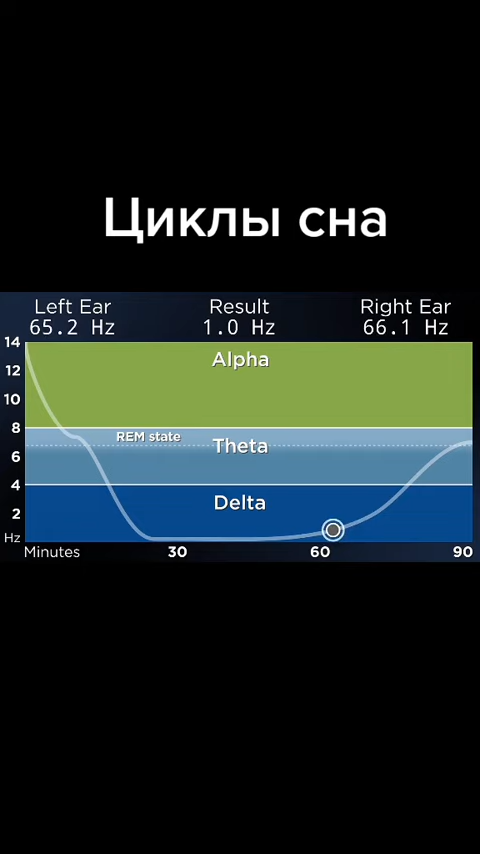 Циклы сна
Left Ear Result Right Ear
65.2 Hz 1.0 Hz 66.1 Hz
14
Alpha
12
10
8
REM state
Theta
6
4
Delta
2
Hz
Minutes 30 60 90